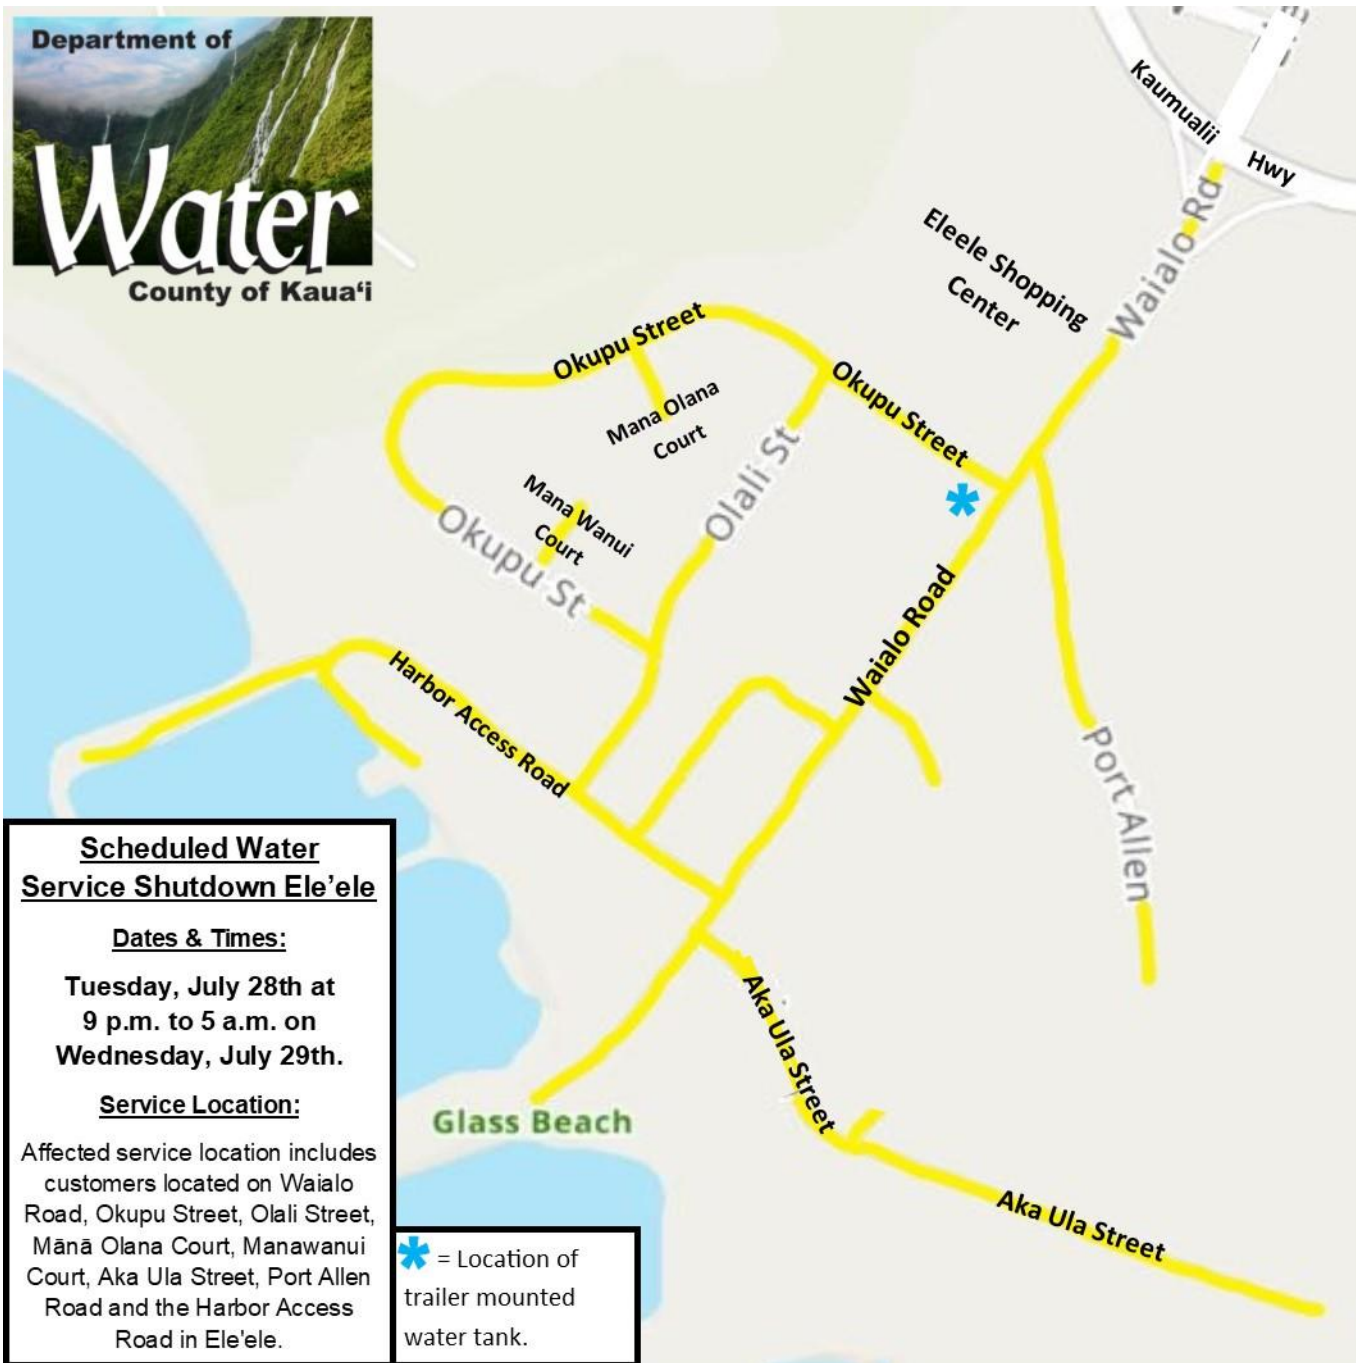 Department of
Water
County of Kauaʻi
Kaumualii
Hwy
Waialo Rd
Eleele Shopping
Center
Okupu Street
Okupu Street
Mana Olana
Court
Olali St
Mana Wanui
Court
Okupu St
Waialo Road
Harbor Access Road
Port Allen
Aka Ula Street
Aka Ula Street
Glass Beach
Scheduled Water
Service Shutdown Ele’ele
Dates & Times:
Tuesday, July 28th at
9 p.m. to 5 a.m. on
Wednesday, July 29th.
Service Location:
Affected service location includes
customers located on Waialo
Road, Okupu Street, Olali Street,
Mānā Olana Court, Manawanui
Court, Aka Ula Street, Port Allen
Road and the Harbor Access
Road in Ele'ele.
* = Location of
trailer mounted
water tank.